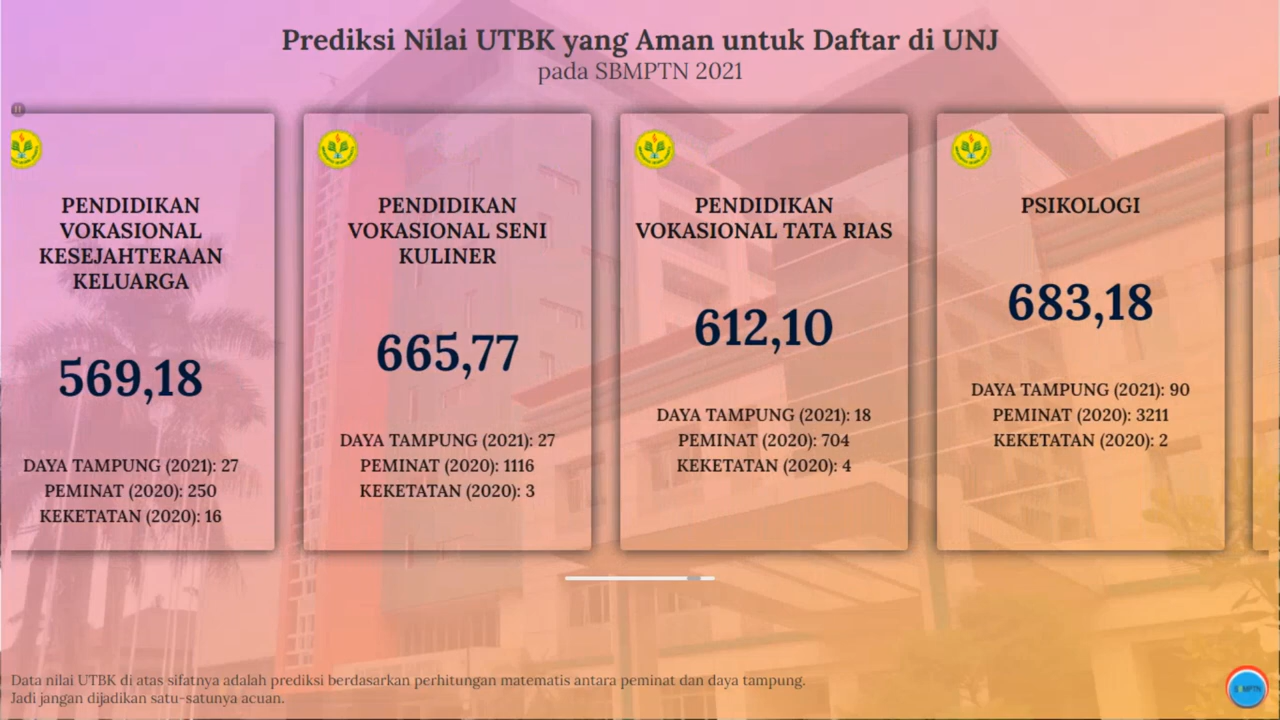 Prediksi Nilai UTBK yang Aman untuk Daftar di UNJ
pada SBMPTN 2021
PENDIDIKAN
VOKASIONAL
KESEJAHTERAAN
KELUARGA
569,18
DAYA TAMPUNG (2021): 27
PEMINAT (2020): 250
KEKETATAN (2020): 16
PENDIDIKAN
VOKASIONAL SENI
KULINER
665,77
DAYA TAMPUNG (2021): 27
PEMINAT (2020): 1116
KEKETATAN (2020): 3
PENDIDIKAN
VOKASIONAL TATA RIAS
612,10
DAYA TAMPUNG (2021): 18
PEMINAT (2020): 704
KEKETATAN (2020): 4
PSIKOLOGI
683,18
DAYA TAMPUNG (2021): 90
PEMINAT (2020): 3211
KEKETATAN (2020): 2
Data nilai UTBK di atas sifatnya adalah prediksi berdasarkan perhitungan matematis antara peminat dan daya tampung.
Jadi jangan dijadikan satu-satunya acuan.